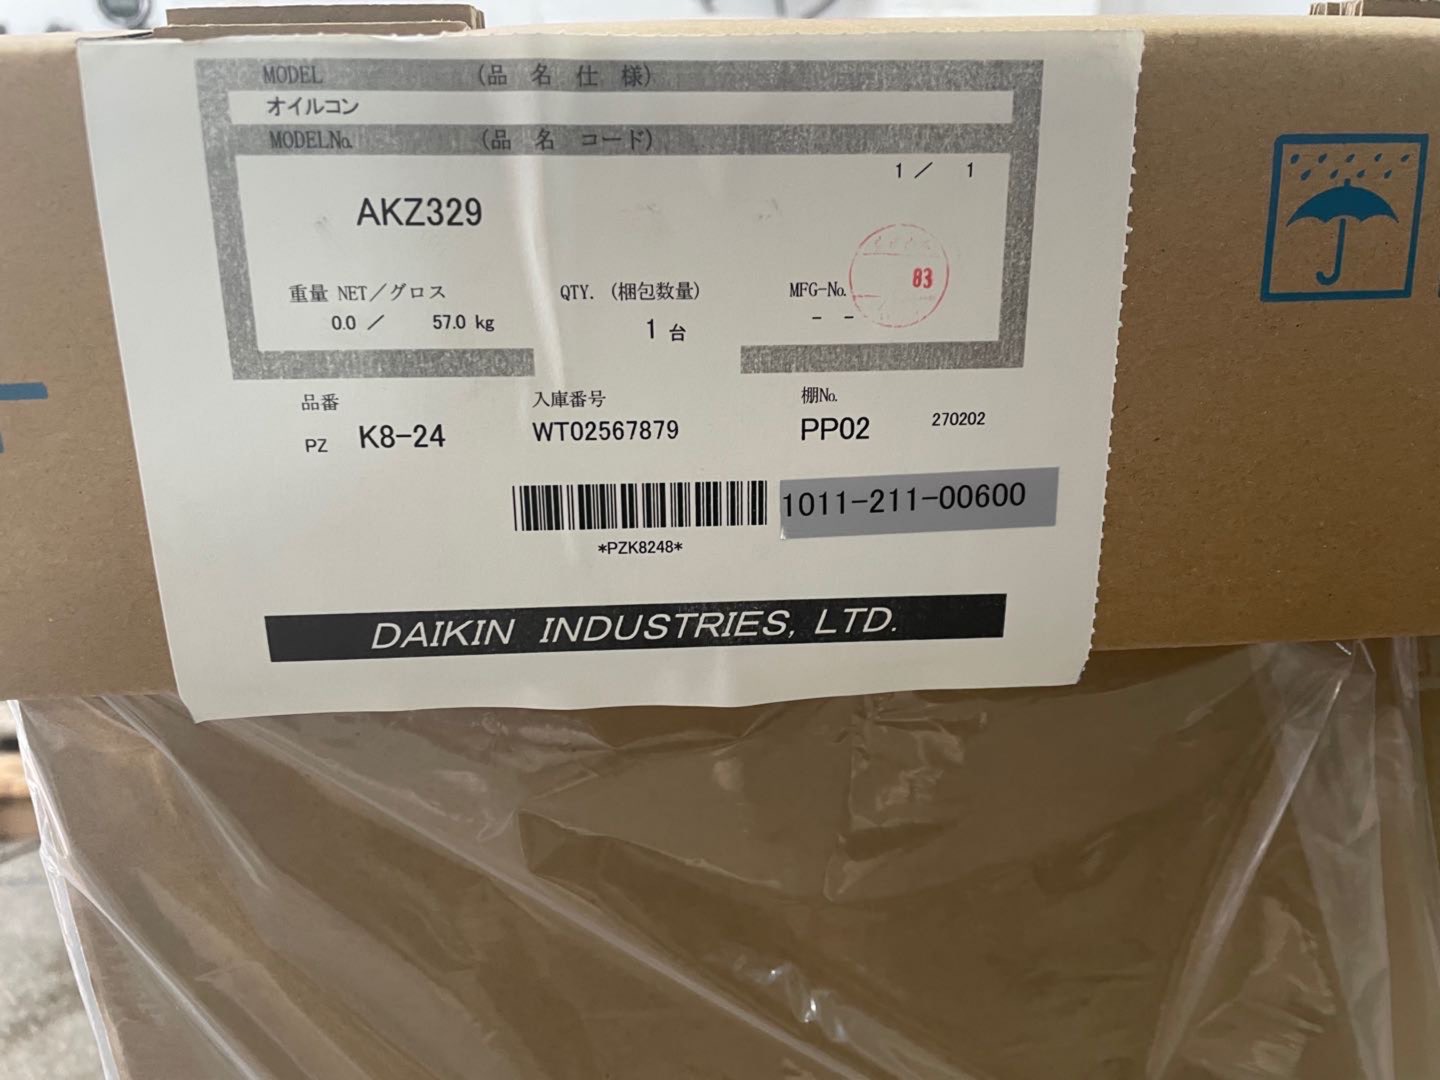 MODEL (品 名 仕 様)
オイルコン
MODELNo. (品 名 コード)
1 ／ 1
AKZ329
重量 NET／グロス QTY. (梱包数量) MFG-No.
83
0.0 ／ 57.0 kg 1 台 - -
品番 入庫番号 棚No.
PZ K8-24 WT02567879 PP02 270202
1011-211-00600
*PZK8248*
DAIKIN INDUSTRIES, LTD.